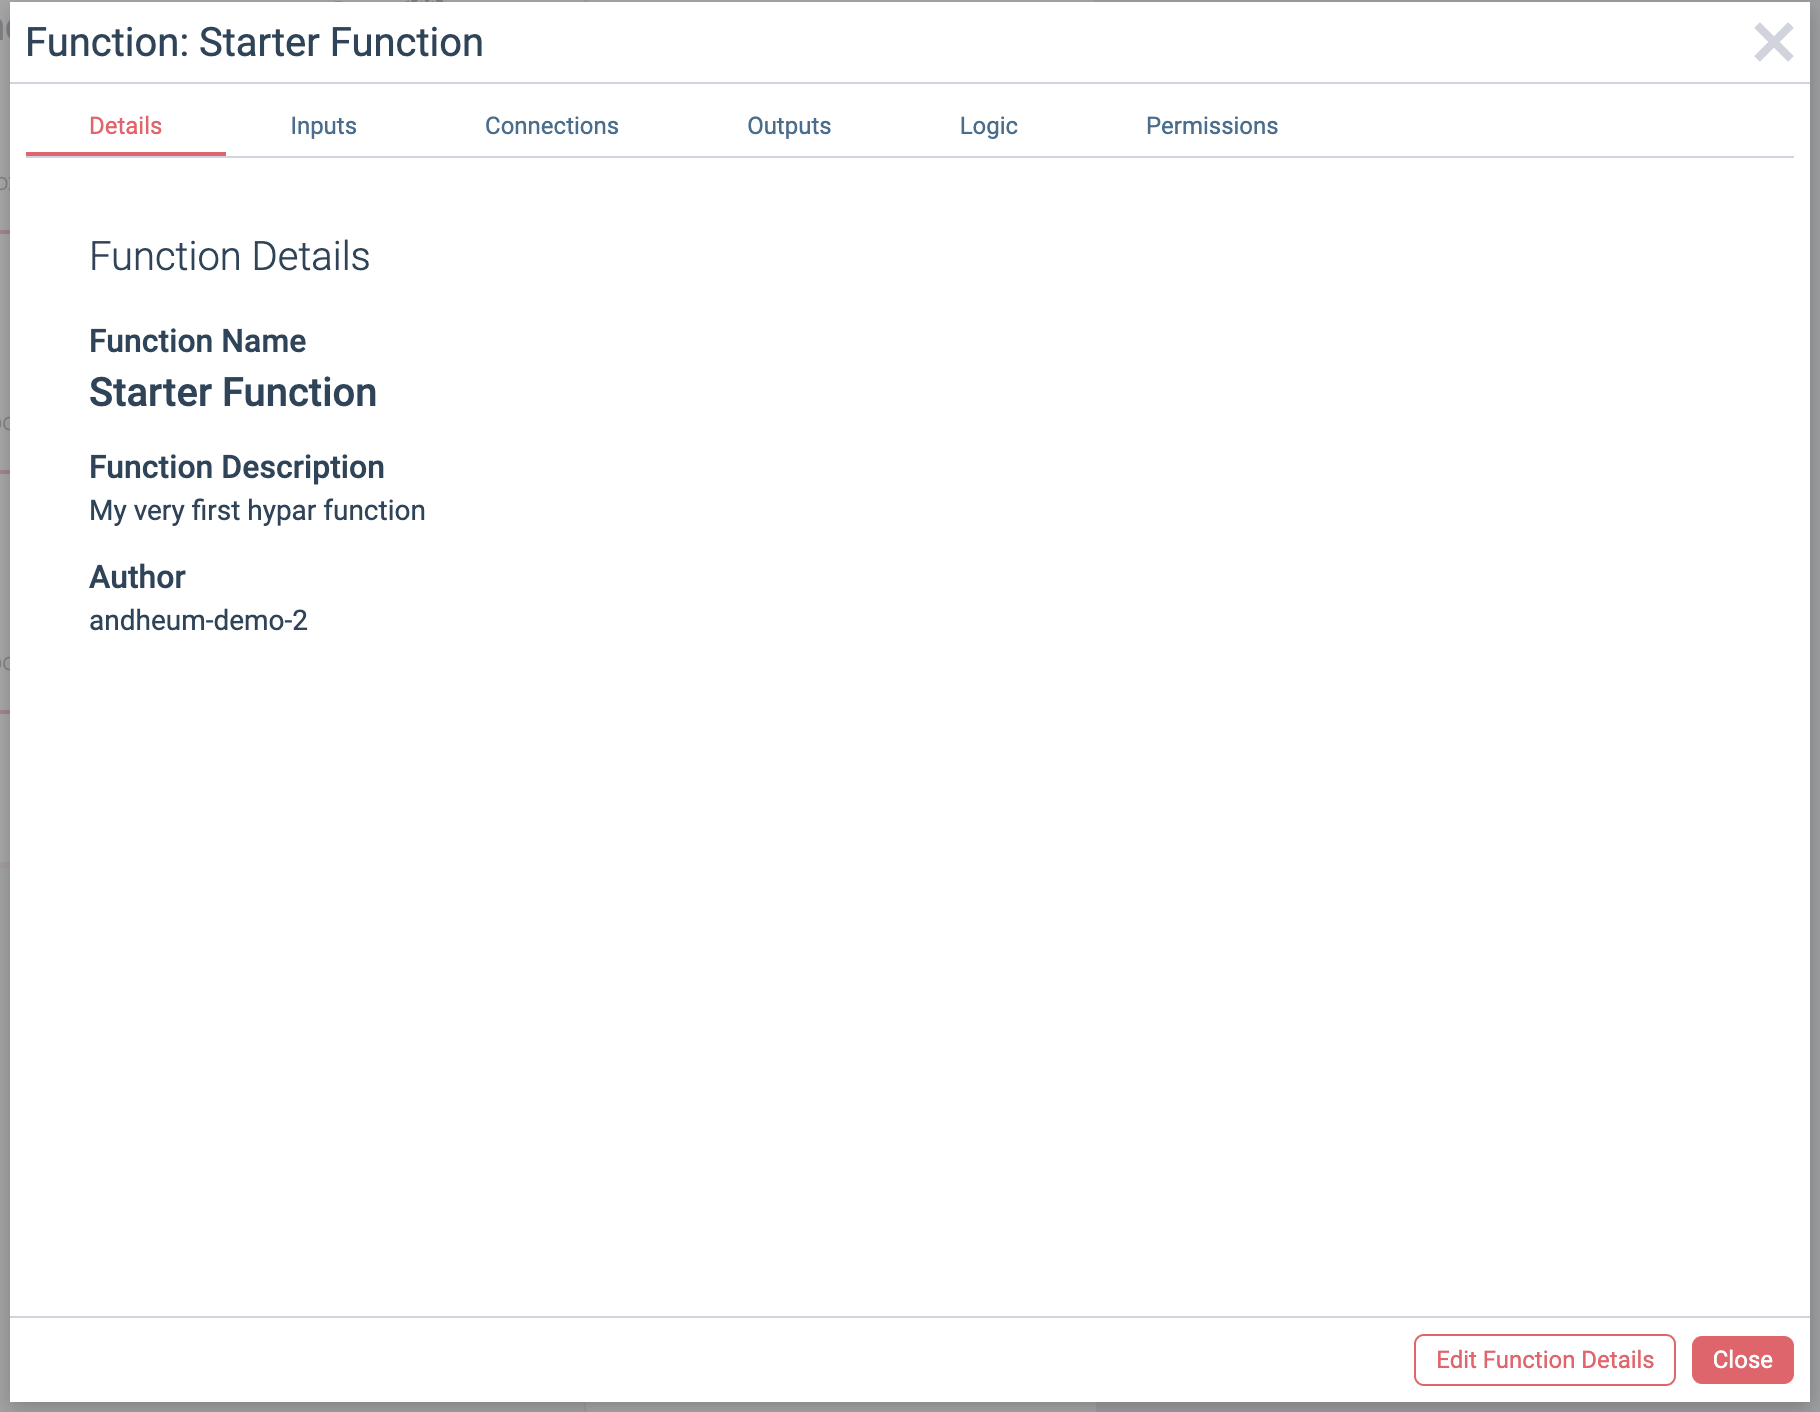 Function: Starter Function
Details Inputs Connections Outputs Logic Permissions
Function Details
Function Name
Starter Function
Function Description
My very first hypar function
Author
andheum-demo-2
Edit Function Details Close